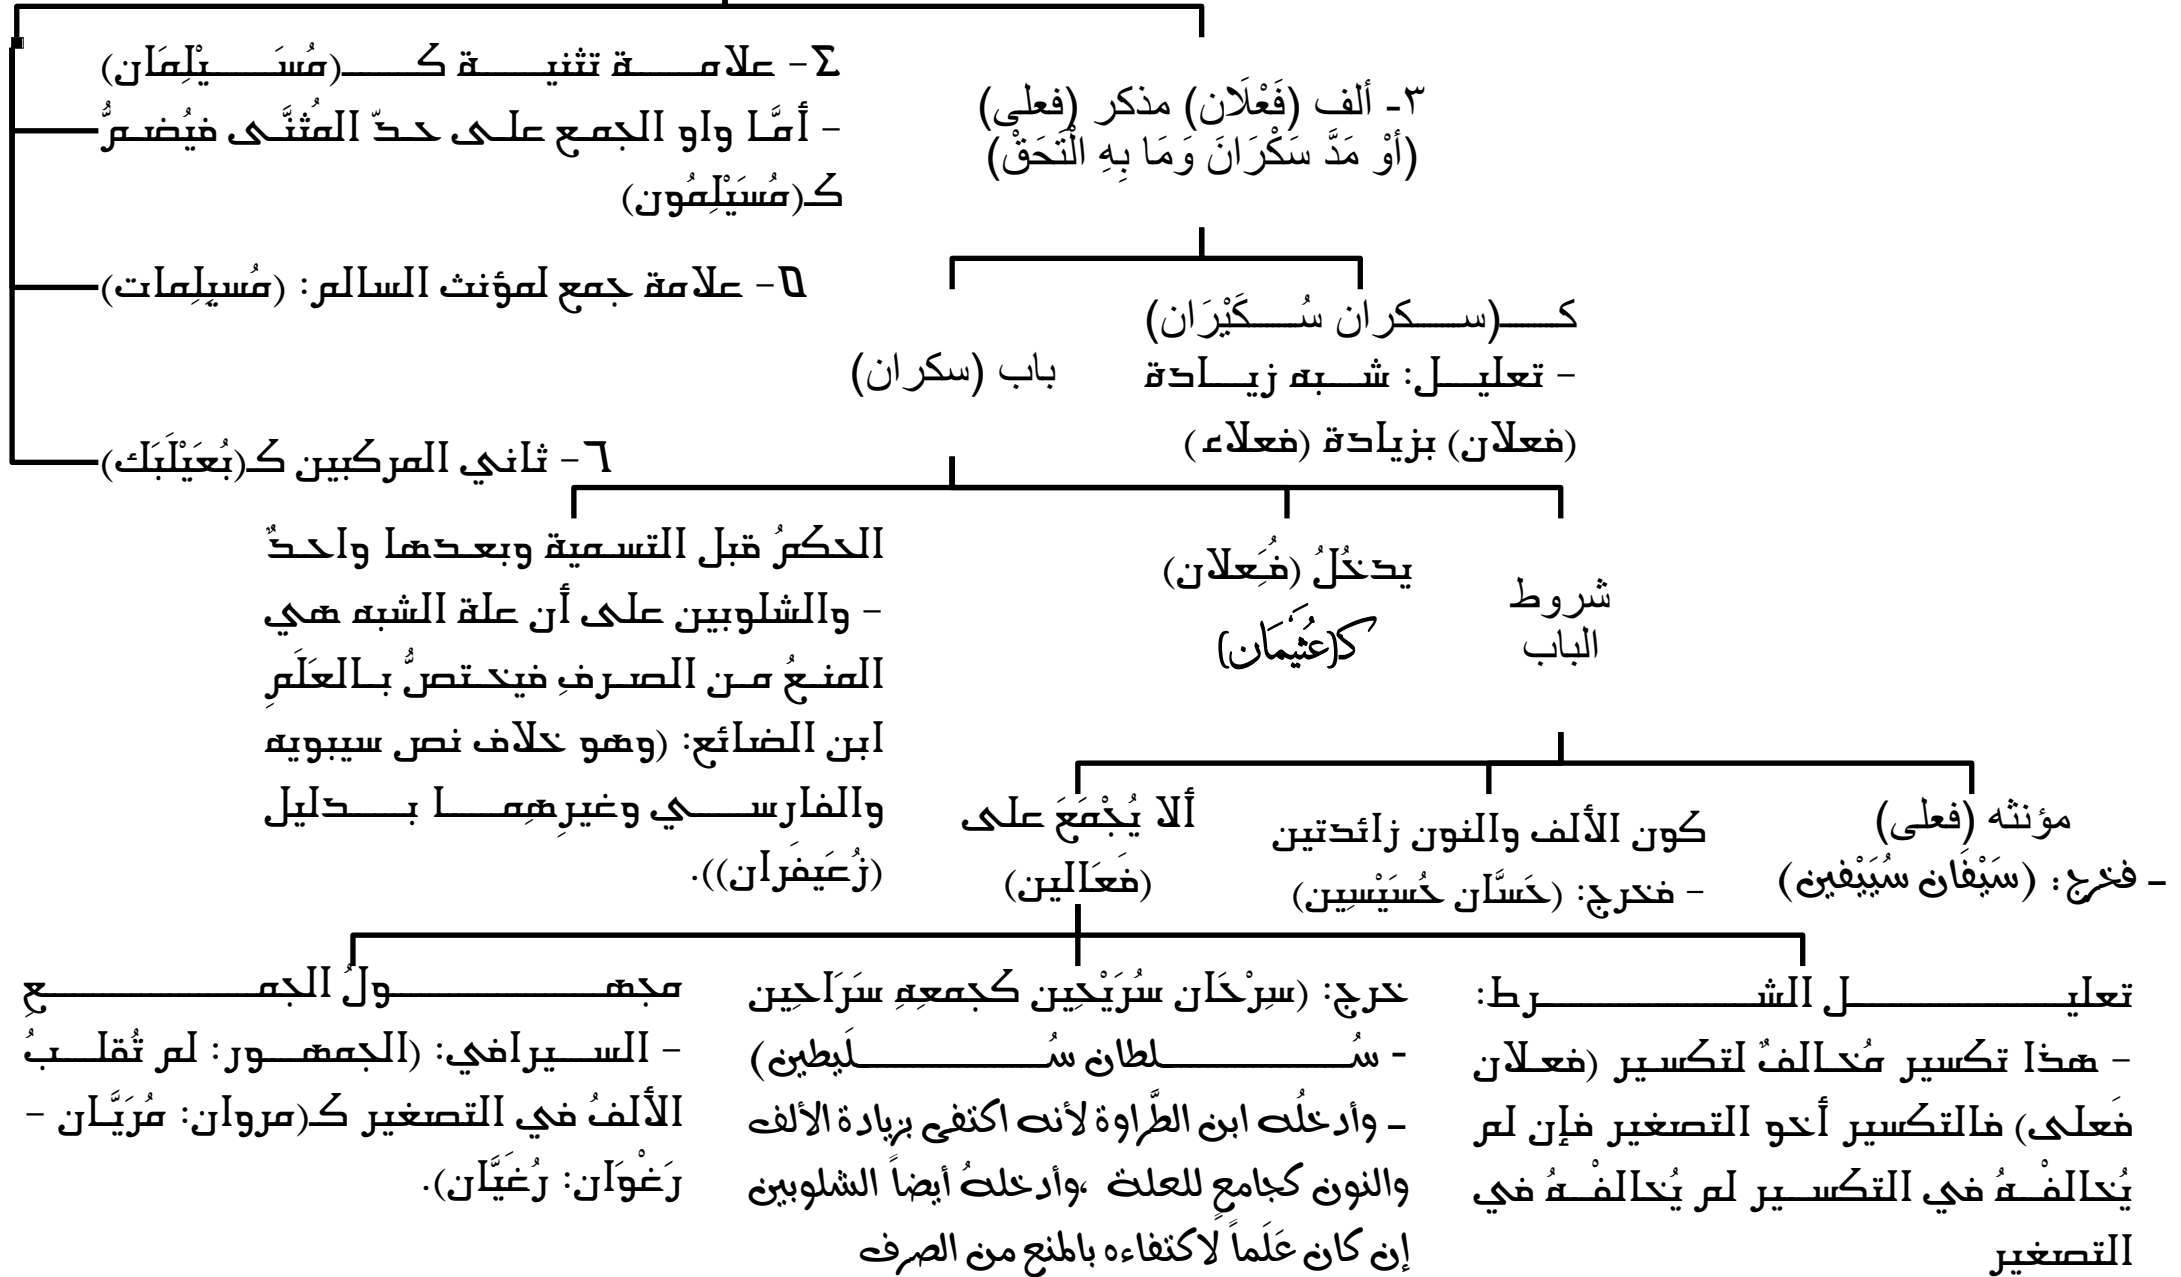 ٣- ألف (فَعْلَان) مذكر (فعلى)
(أوْ مَدَّ سَكْرَانَ وَمَا بِهِ الْتَحَقْ)
٤- علامة تثنية كـ(مُسَيْلِمَان)
- أمَّا واو الجمع على حدّ المُثنَّى فيُضمُّ
كـ(مُسَيْلِمُون)
٥- علامة جمع لمؤنث السالم: (مُسيلِمات)
٦- ثاني المركبين كـ(بُعَيْلَبَك)
كـ(سكران سُكَيْرَان)
- تعليل: شبه زيادة
(فعلان) بزيادة (فعلاء)
باب (سكران)
شروط
الباب
يدخُلُ (فُعلان)
كـ(عُثَيمَان)
الحكمُ قبل التسمية وبعدها واحدٌ
- والشلوبين على أن علة الشبه هي
المنعُ من الصرفِ فيختصُّ بالعَلَمِ
ابن الضائع: (وهو خلاف نص سيبويه
والفارسي وغيرِهِما بدليل
(زُعَيفَران)).
مؤنثه (فعلى)
- فخرج: (سَيْفَان سُيَيْفين)
كون الألف والنون زائدتين
- فخرج: (حَسَّان حُسَيْسِين)
ألا يُجْمَعَ على
(فَعَالين)
تعليل الشرط:
- هذا تكسير مُخالفٌ لتكسير (فعلان
فَعلى) فالتكسير أخو التصغير فإن لم
يُخالفْهُ في التكسير لم يُخالفْهُ في
التصغير
خرج: (سِرْحَان سُرَيْحِين كجمعِهِ سَرَاحِين
- سُلطان سُلَيطين)
- وأدخلُه ابن الطَّراوة لأنه اكتفى بزيادة الألف
والنون كجامعٍ للعلة ،وأدخلهُ أيضاً الشلوبين
إن كان عَلَماً لاكتفاءه بالمنع من الصرف
مجهولُ الجمعِ
- السيرافي: (الجمهور: لم تُقلبُ
الألفُ في التصغير كـ(مروان: مُرَيَّان -
رَغْوَان: رُغَيَّان).